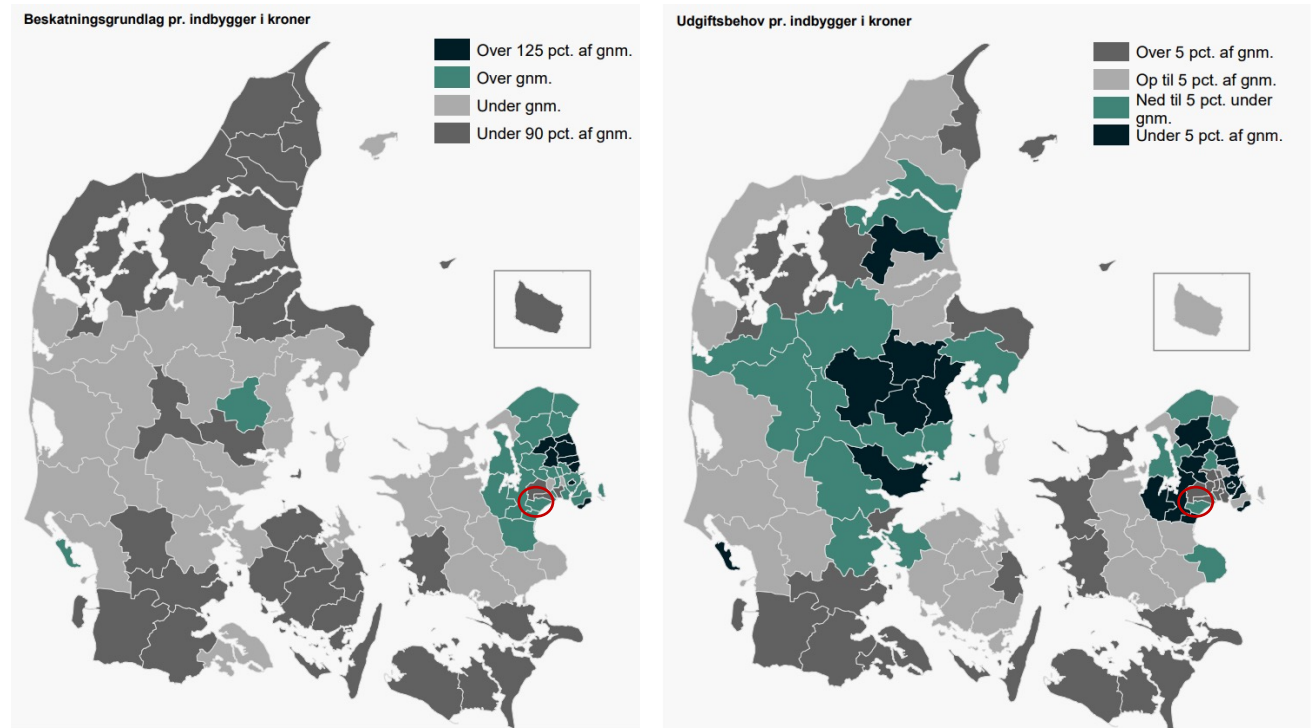 Beskatningsgrundlag pr. indbygger i kroner
Over 125 pct. af gnm.
Over gnm.
Under gnm.
Under 90 pct. af gnm.
Udgiftsbehov pr. indbygger i kroner
Over 5 pct. af gnm.
Op til 5 pct. af gnm.
Ned til 5 pct. under
gnm.
Under 5 pct. af gnm.